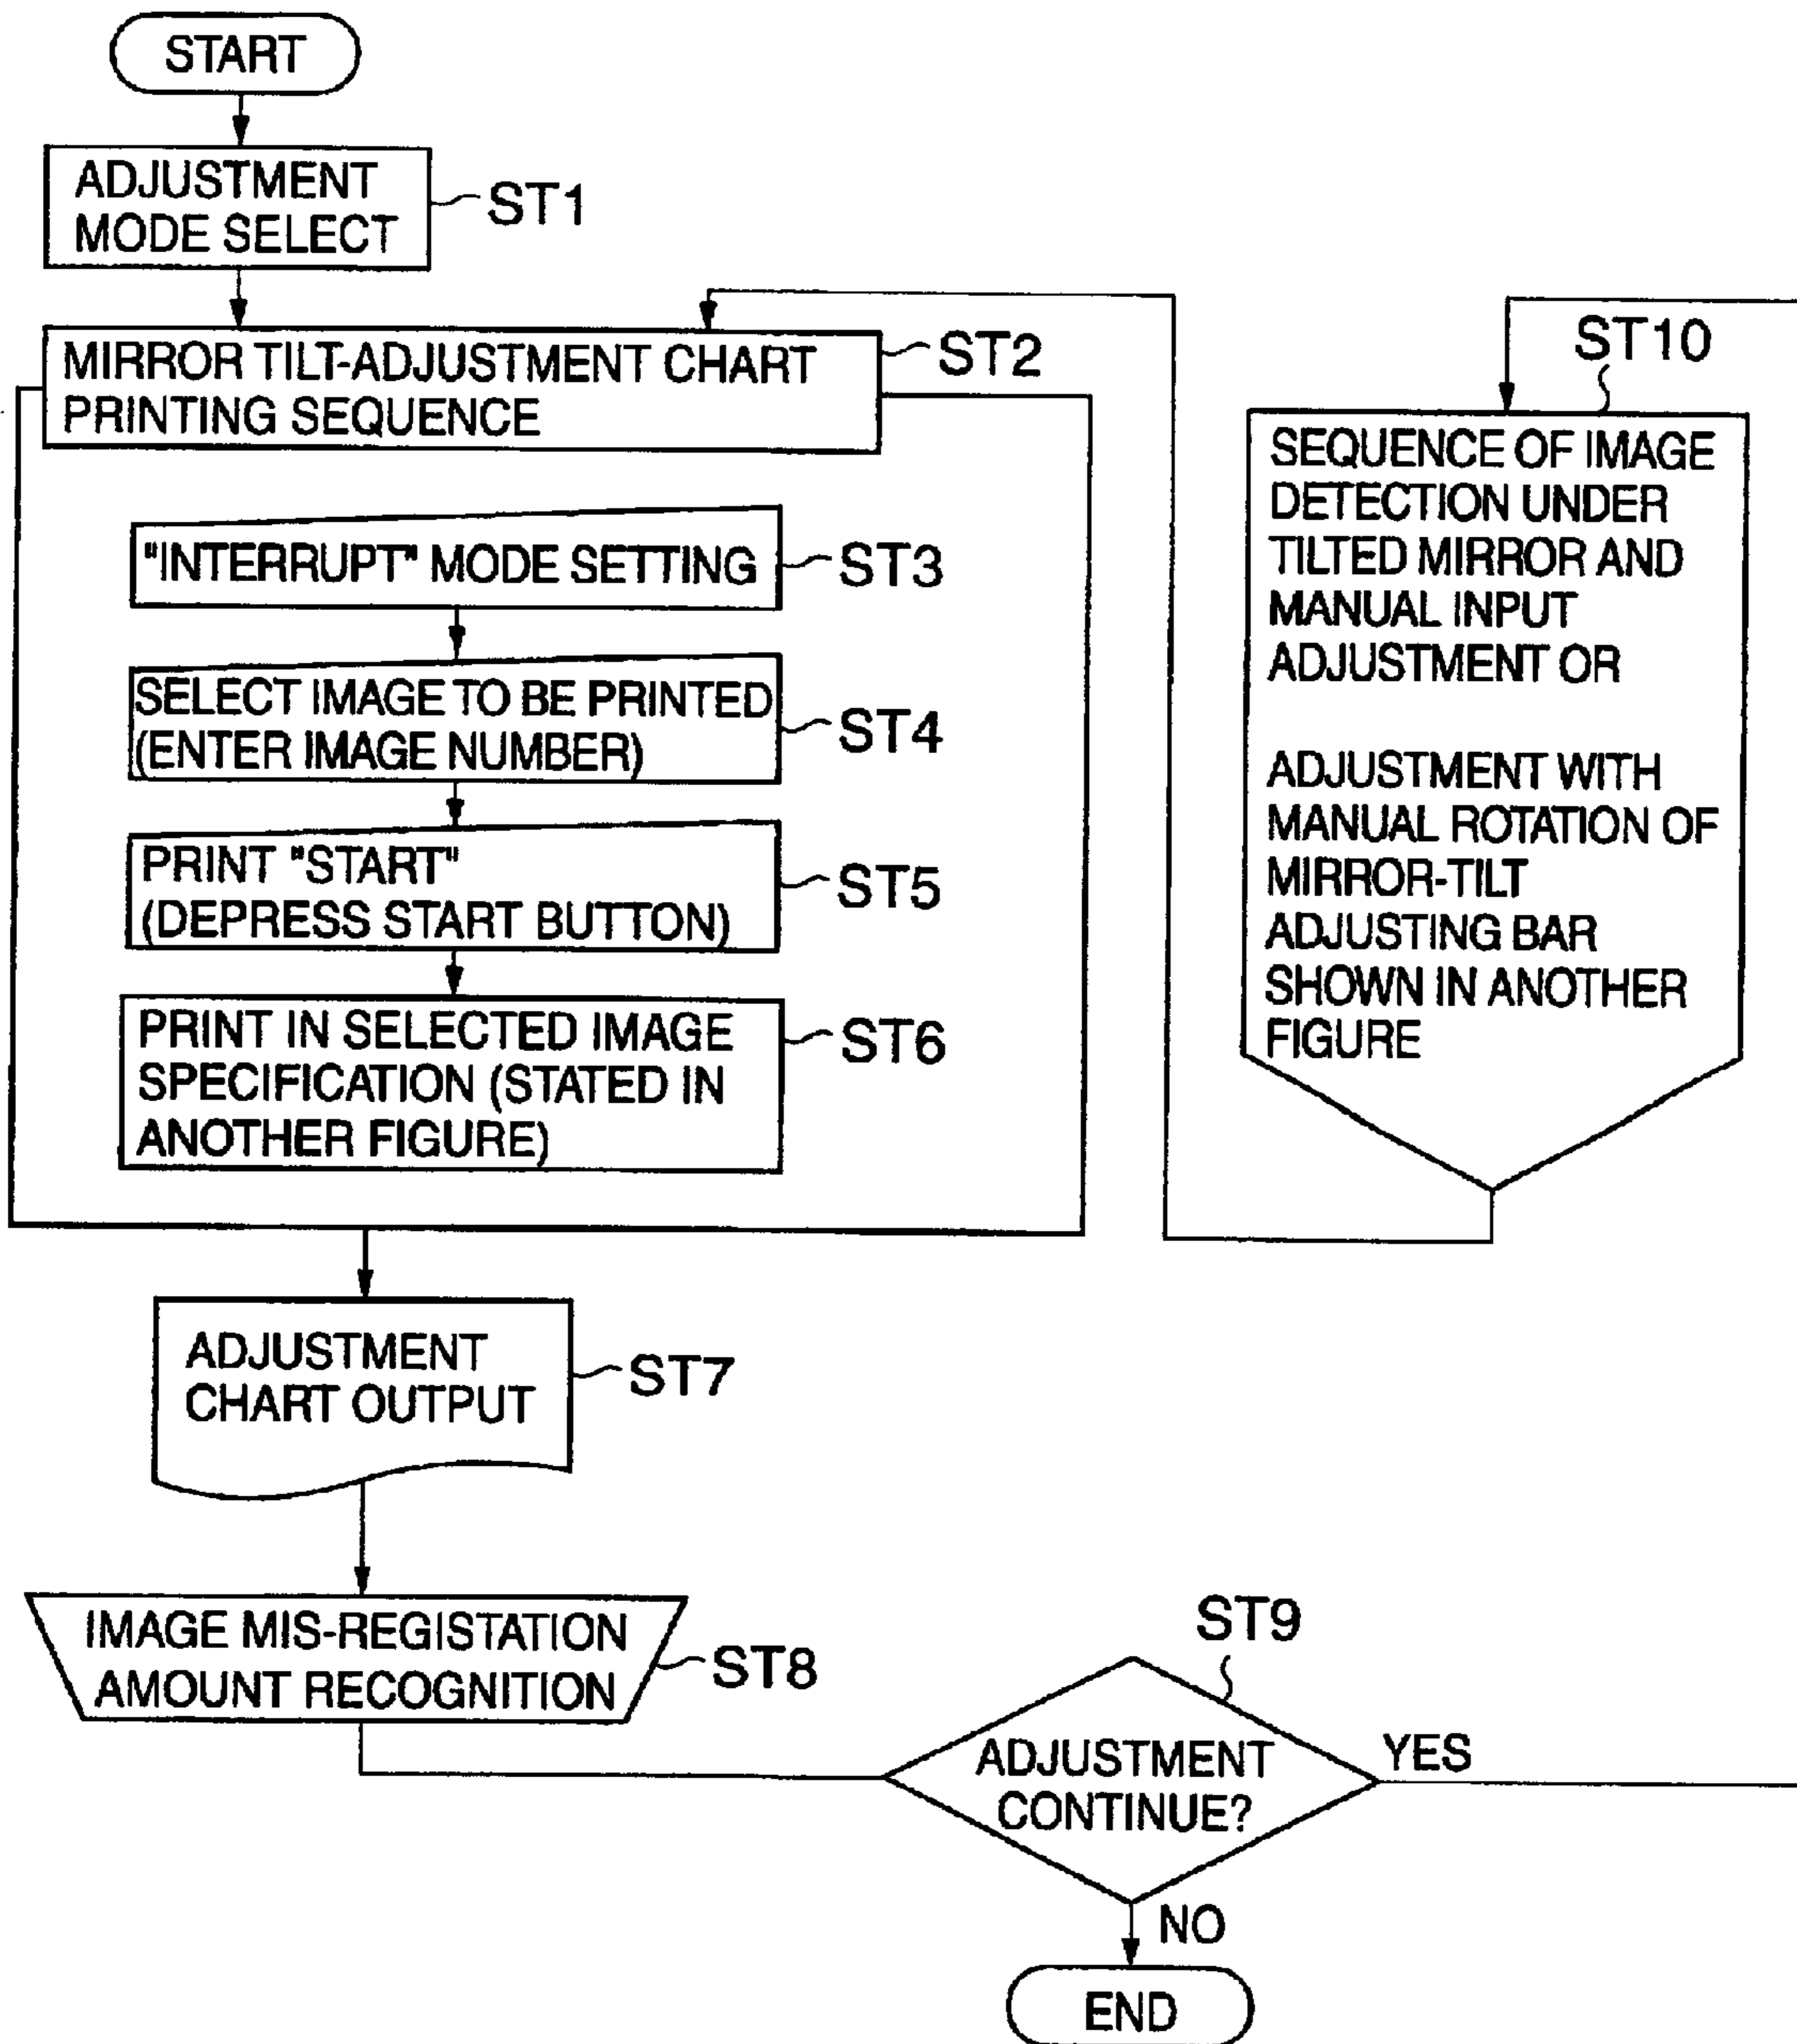 START
ADJUSTMENT
MODE SELECT
ST1
MIRROR TILT-ADJUSTMENT CHART
PRINTING SEQUENCE
ST2
"INTERRUPT" MODE SETTING
ST3
SELECT IMAGE TO BE PRINTED
(ENTER IMAGE NUMBER)
ST4
PRINT "START"
(DEPRESS START BUTTON)
ST5
PRINT IN SELECTED IMAGE
SPECIFICATION (STATED IN
ANOTHER FIGURE)
ST6
ADJUSTMENT
CHART OUTPUT
ST7
IMAGE MIS-REGISTATION
AMOUNT RECOGNITION
ST8
ST9
ADJUSTMENT
CONTINUE?
YES
NO
END
ST10
SEQUENCE OF IMAGE
DETECTION UNDER
TILTED MIRROR AND
MANUAL INPUT
ADJUSTMENT OR
ADJUSTMENT WITH
MANUAL ROTATION OF
MIRROR-TILT
ADJUSTING BAR
SHOWN IN ANOTHER
FIGURE